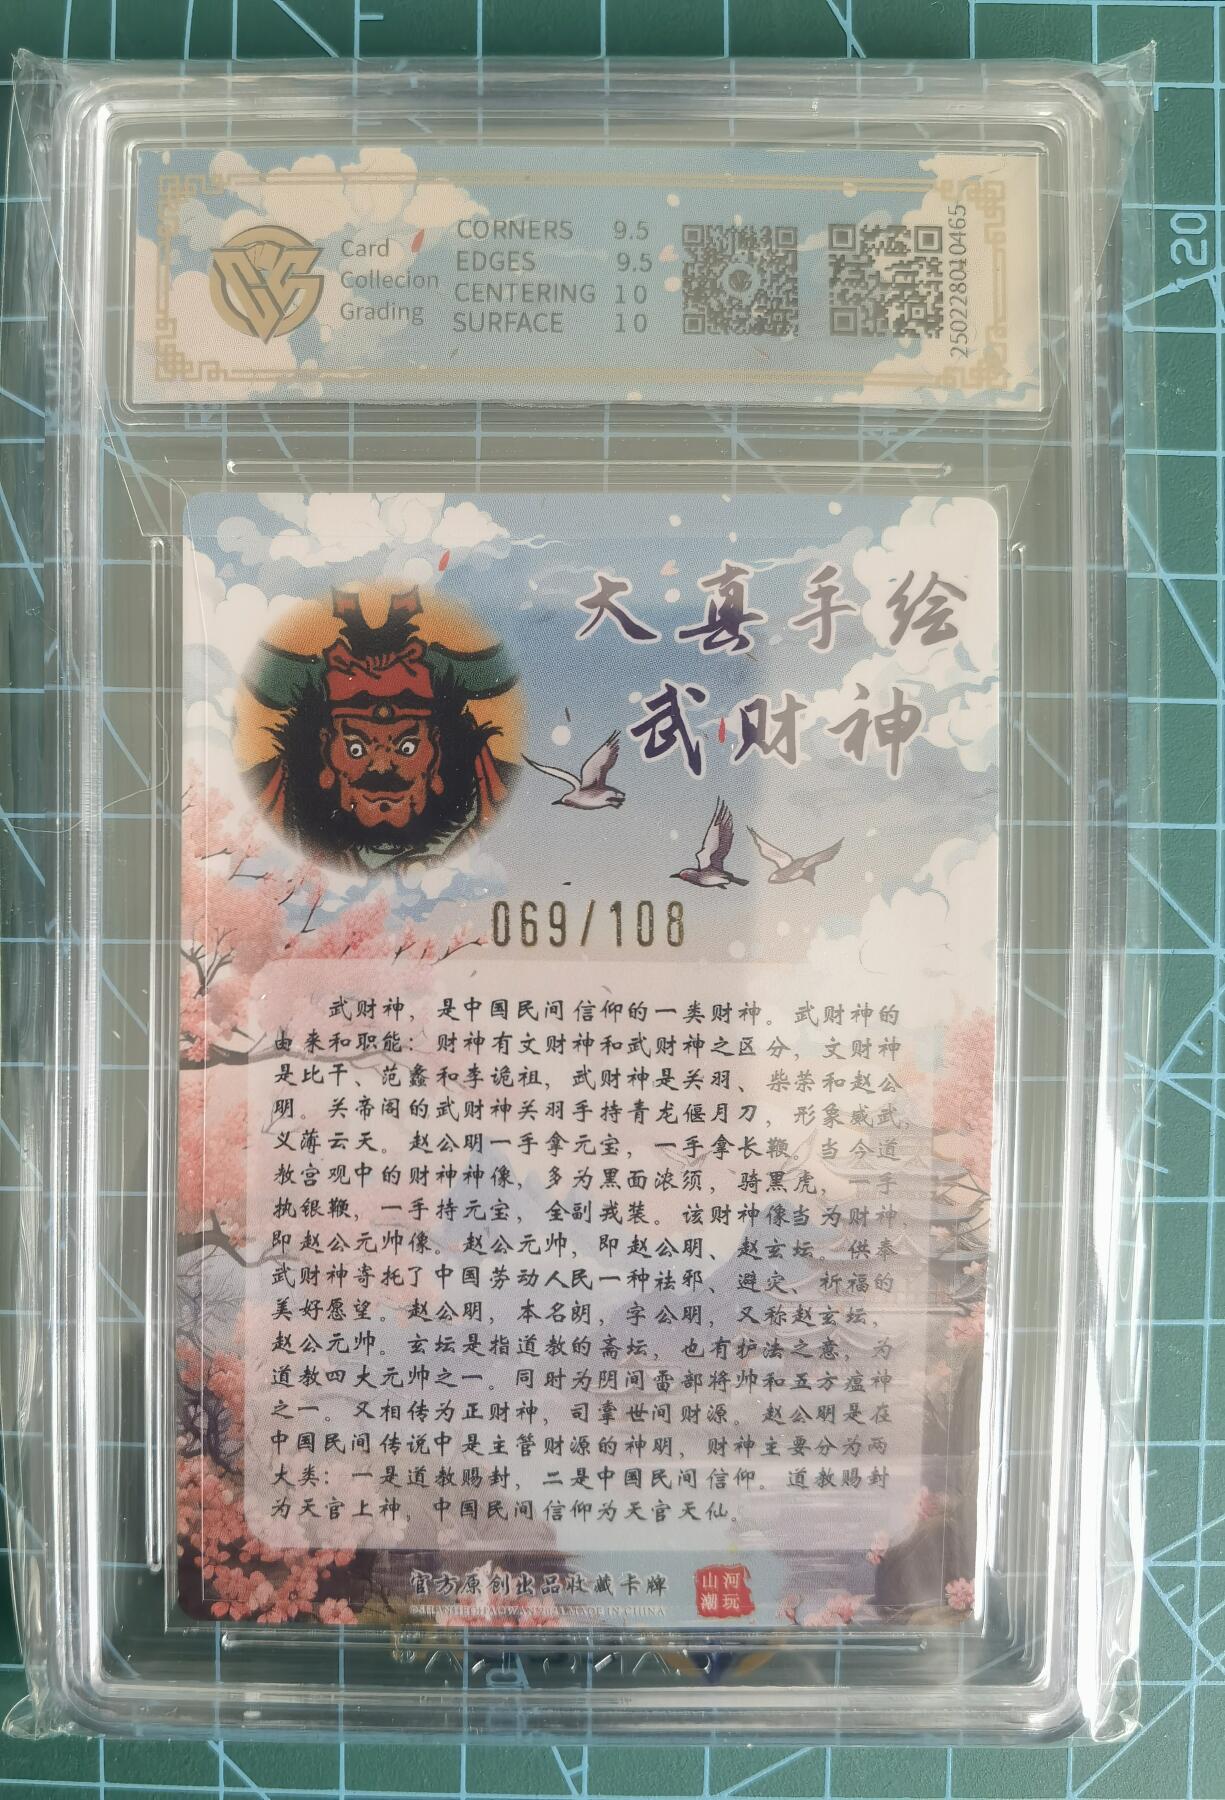 Card
Collecion
Grading
CORNERS 9.5
EDGES 9.5
CENTERING 10
SURFACE 10
250228010465
大真手绘
武财神
069/108
武财神，是中国民间信仰的一类财神。武财神的
由来和职能：财神有文财神和武财神之区分，文财神
是比干、范蠡和李诡祖，武财神是关羽、柴荣和赵公
明。关帝阁的武财神关羽手持青龙偃月刀，形象威武，
义薄云天。赵公明一手拿元宝，一手拿长鞭。当今道
教宫观中的财神神像，多为黑面浓须，骑黑虎，一手
执银鞭，一手持元宝，全副戎装。该财神像当为财神，
即赵公元帅像。赵公元帅，即赵公明、赵玄坛。供奉
武财神寄托了中国劳动人民一种祛邪、避灾、祈福的
美好愿望。赵公明，本名朗，字公明，又称赵玄坛，
赵公元帅。玄坛是指道教的斋坛，也有护法之意，为
道教四大元帅之一。同时为阴间雷部将帅和五方瘟神
之一。又相传为正财神，司掌世间财源。赵公明是在
中国民间传说中是主管财源的神明，财神主要分为两
大类：一是道教赐封，二是中国民间信仰。道教赐封
为天官上神，中国民间信仰为天官天仙。
官方原创出品收藏卡牌
山河
潮玩